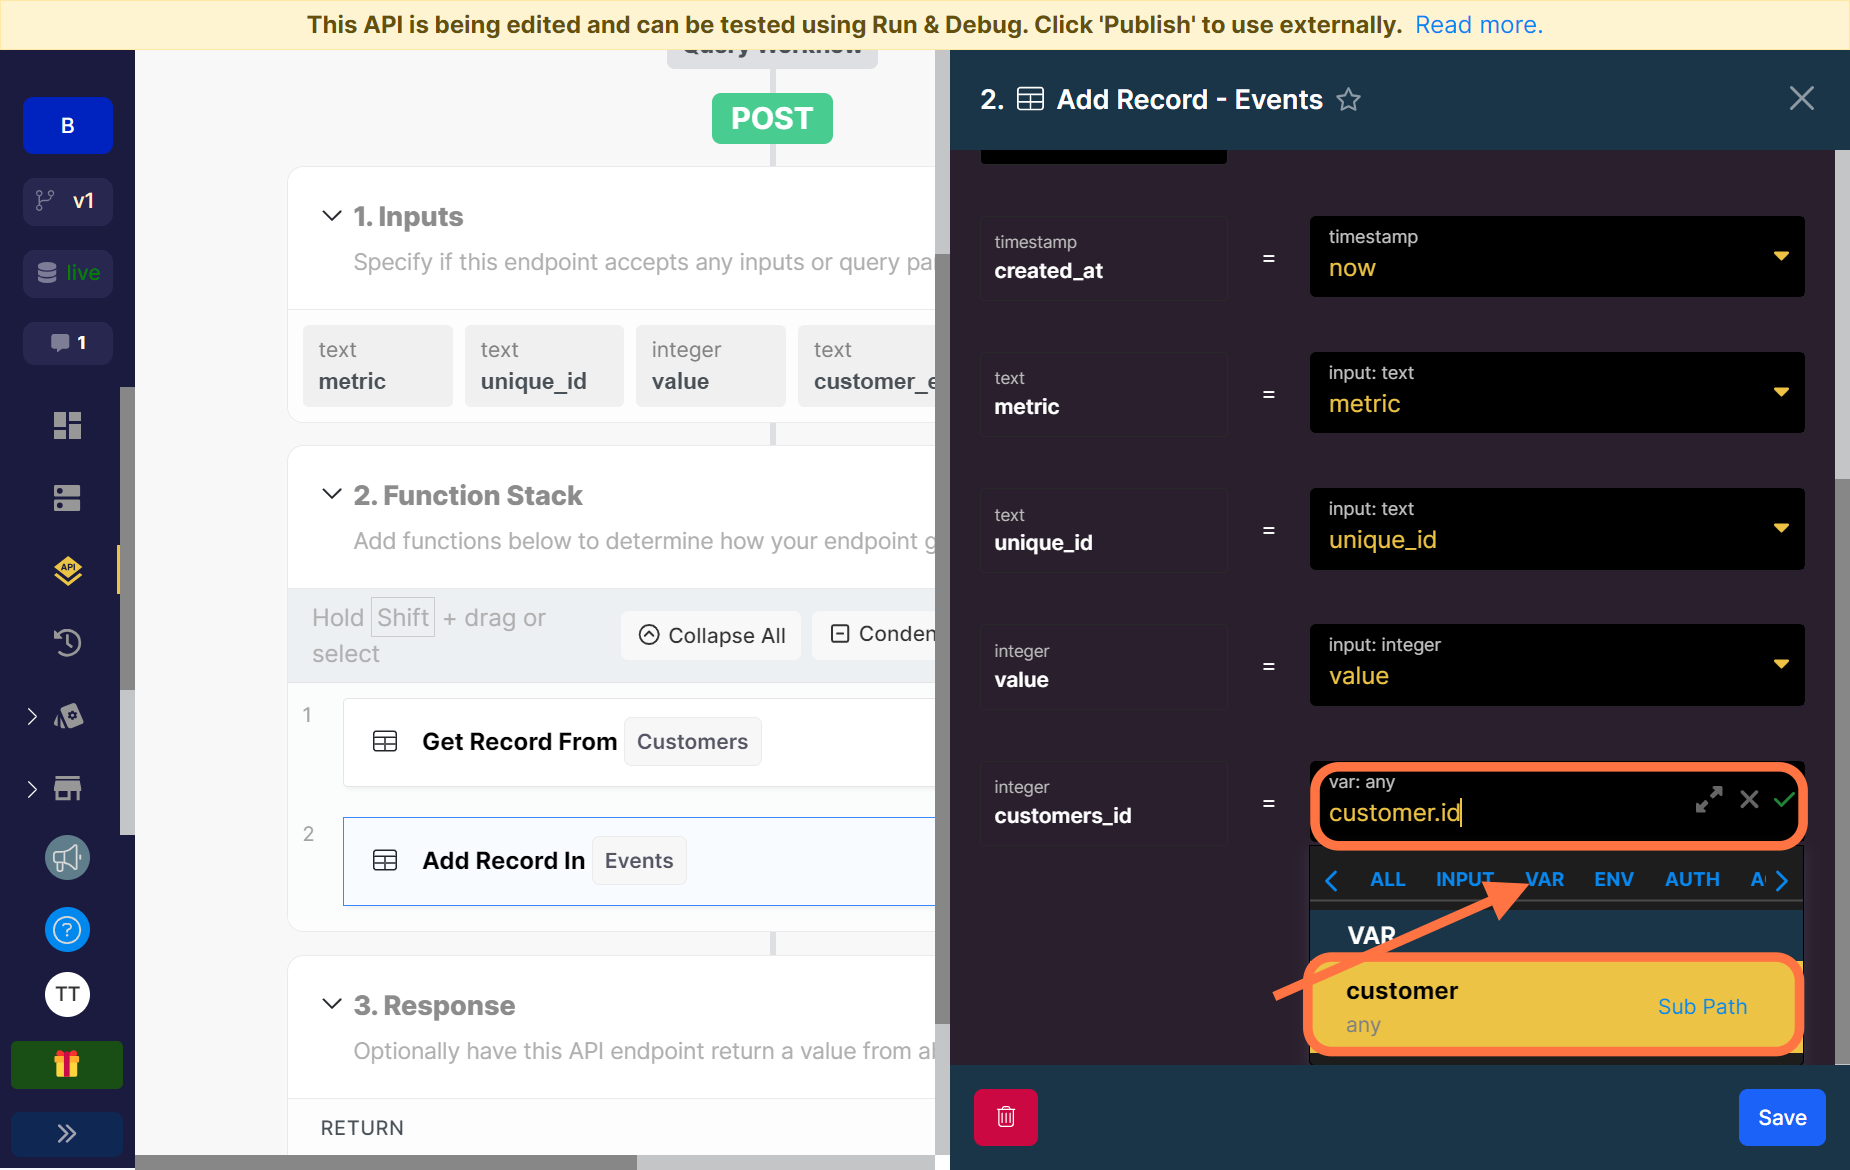 This API is being edited and can be tested using Run & Debug. Click 'Publish' to use externally. Read more.
B
v1
live
1
API
?
TT
Query Workflow
POST
1. Inputs
Specify if this endpoint accepts any inputs or query
text
metric
text
unique_id
integer
value
text
2. Function Stack
Add functions below to determine how your endpoint
Hold Shift + drag or
select
Collapse All
1
Get Record From Customers
2
Add Record In Events
3. Response
Optionally have this API endpoint return a value from
RETURN
2. Add Record - Events
timestamp
created_at
=
timestamp
now
text
metric
=
input: text
metric
text
unique_id
=
input: text
unique_id
integer
value
=
input: integer
value
integer
customers_id
=
var: any
customer.id
ALL INPUT VAR ENV AUTH
VAR
customer
any
Sub Path
Save